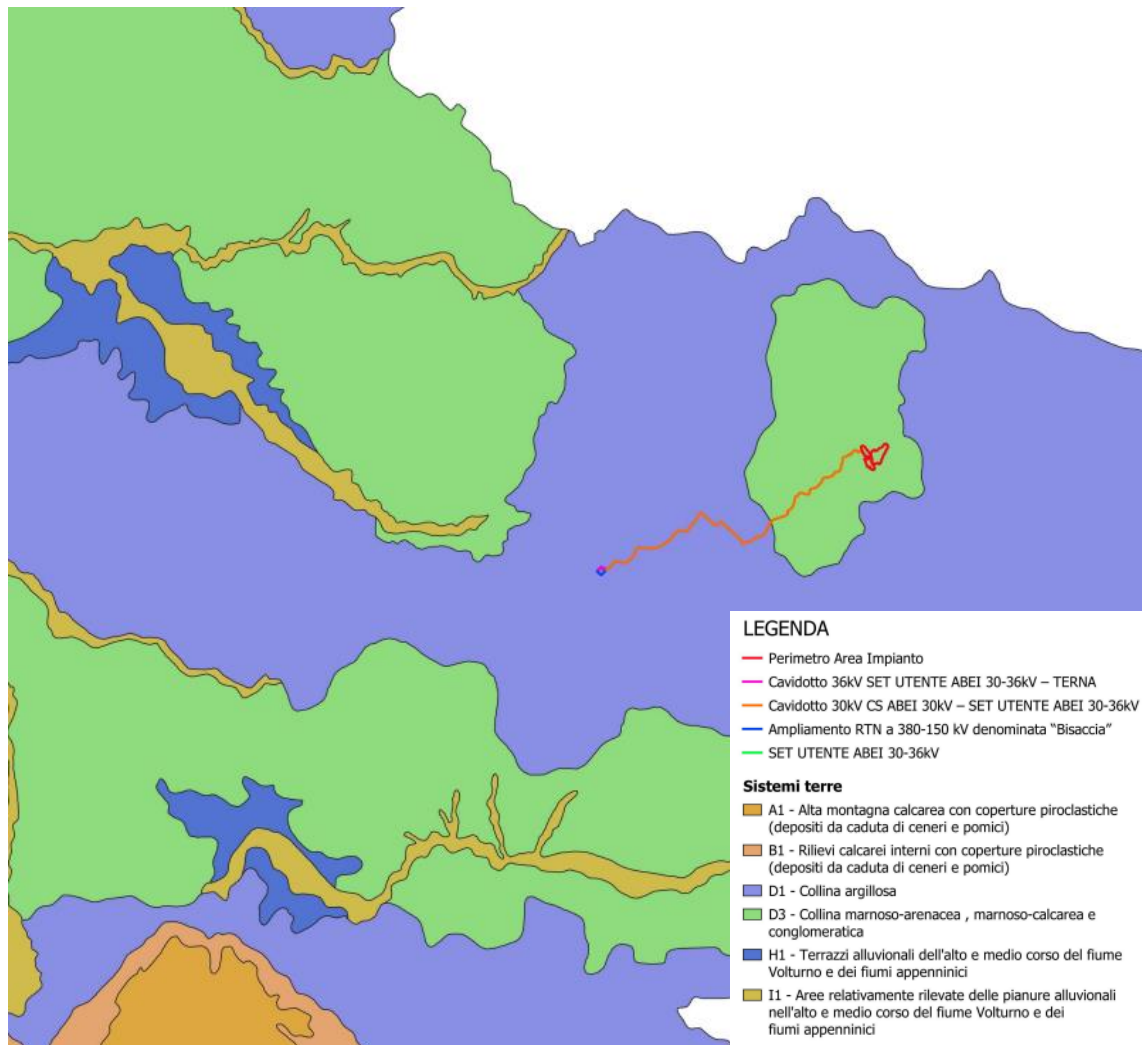 LEGENDA
Perimetro Area Impianto
Cavidotto 36kV SET UTENTE ABEI 30-36kV – TERNA
Cavidotto 30kV CS ABEI 30kV – SET UTENTE ABEI 30-36kV
Ampliamento RTN a 380-150 kV denominata “Bisaccia”
SET UTENTE ABEI 30-36kV
Sistemi terre
A1 - Alta montagna calcarea con coperture piroclastiche
(depositi da caduta di ceneri e pomici)
B1 - Rilievi calcarei interni con coperture piroclastiche
(depositi da caduta di ceneri e pomici)
D1 - Collina argillosa
D3 - Collina marnoso-arenacea , marnoso-calcarea e
conglomeratica
H1 - Terrazzi alluvionali dell'alto e medio corso del fiume
Volturno e dei fiumi appenninici
I1 - Aree relativamente rilevate delle pianure alluvionali
nell'alto e medio corso del fiume Volturno e dei
fiumi appenninici